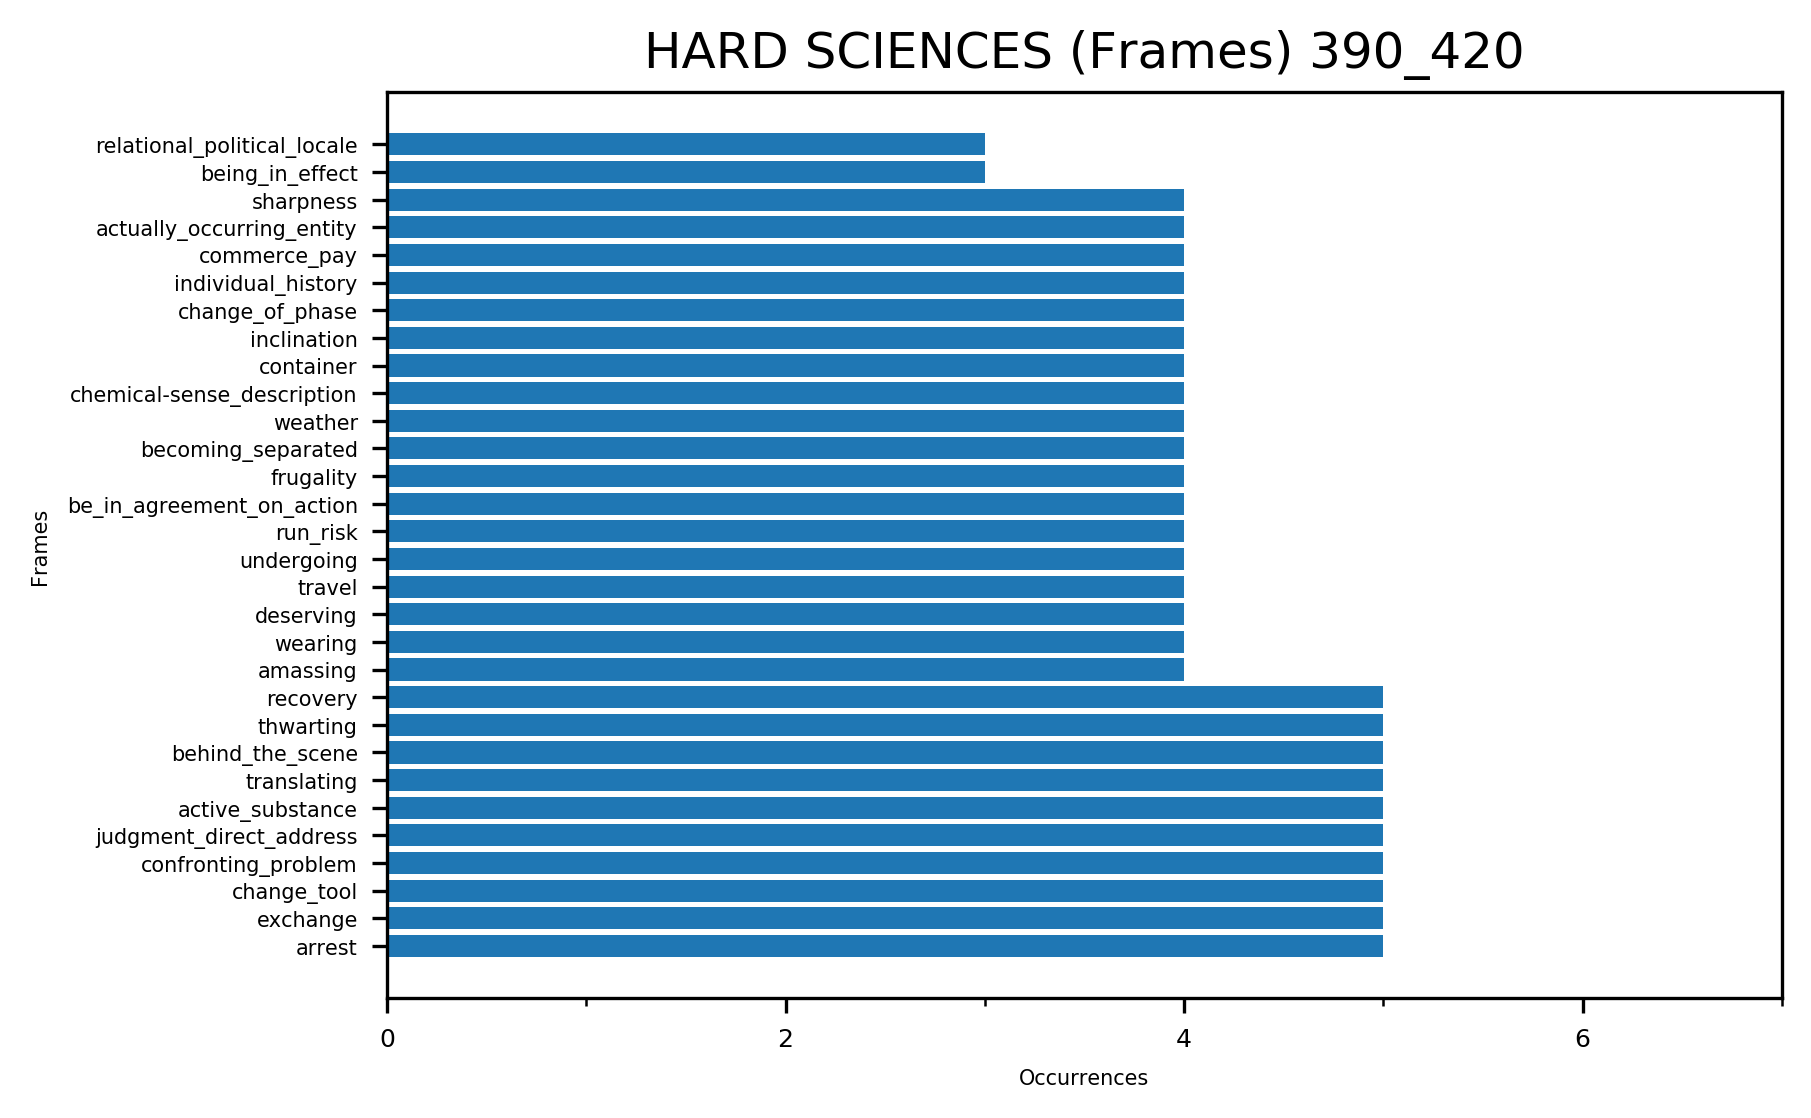 HARD SCIENCES (Frames) 390_420
relational_political_locale
being_in_effect
sharpness
actually_occurring_entity
commerce_pay
individual_history
change_of_phase
inclination
container
chemical-sense_description
weather
becoming_separated
frugality
be_in_agreement_on_action
run_risk
undergoing
travel
deserving
wearing
amassing
recovery
thwarting
behind_the_scene
translating
active_substance
judgment_direct_address
confronting_problem
change_tool
exchange
arrest
Frames
0 2 4 6
Occurrences